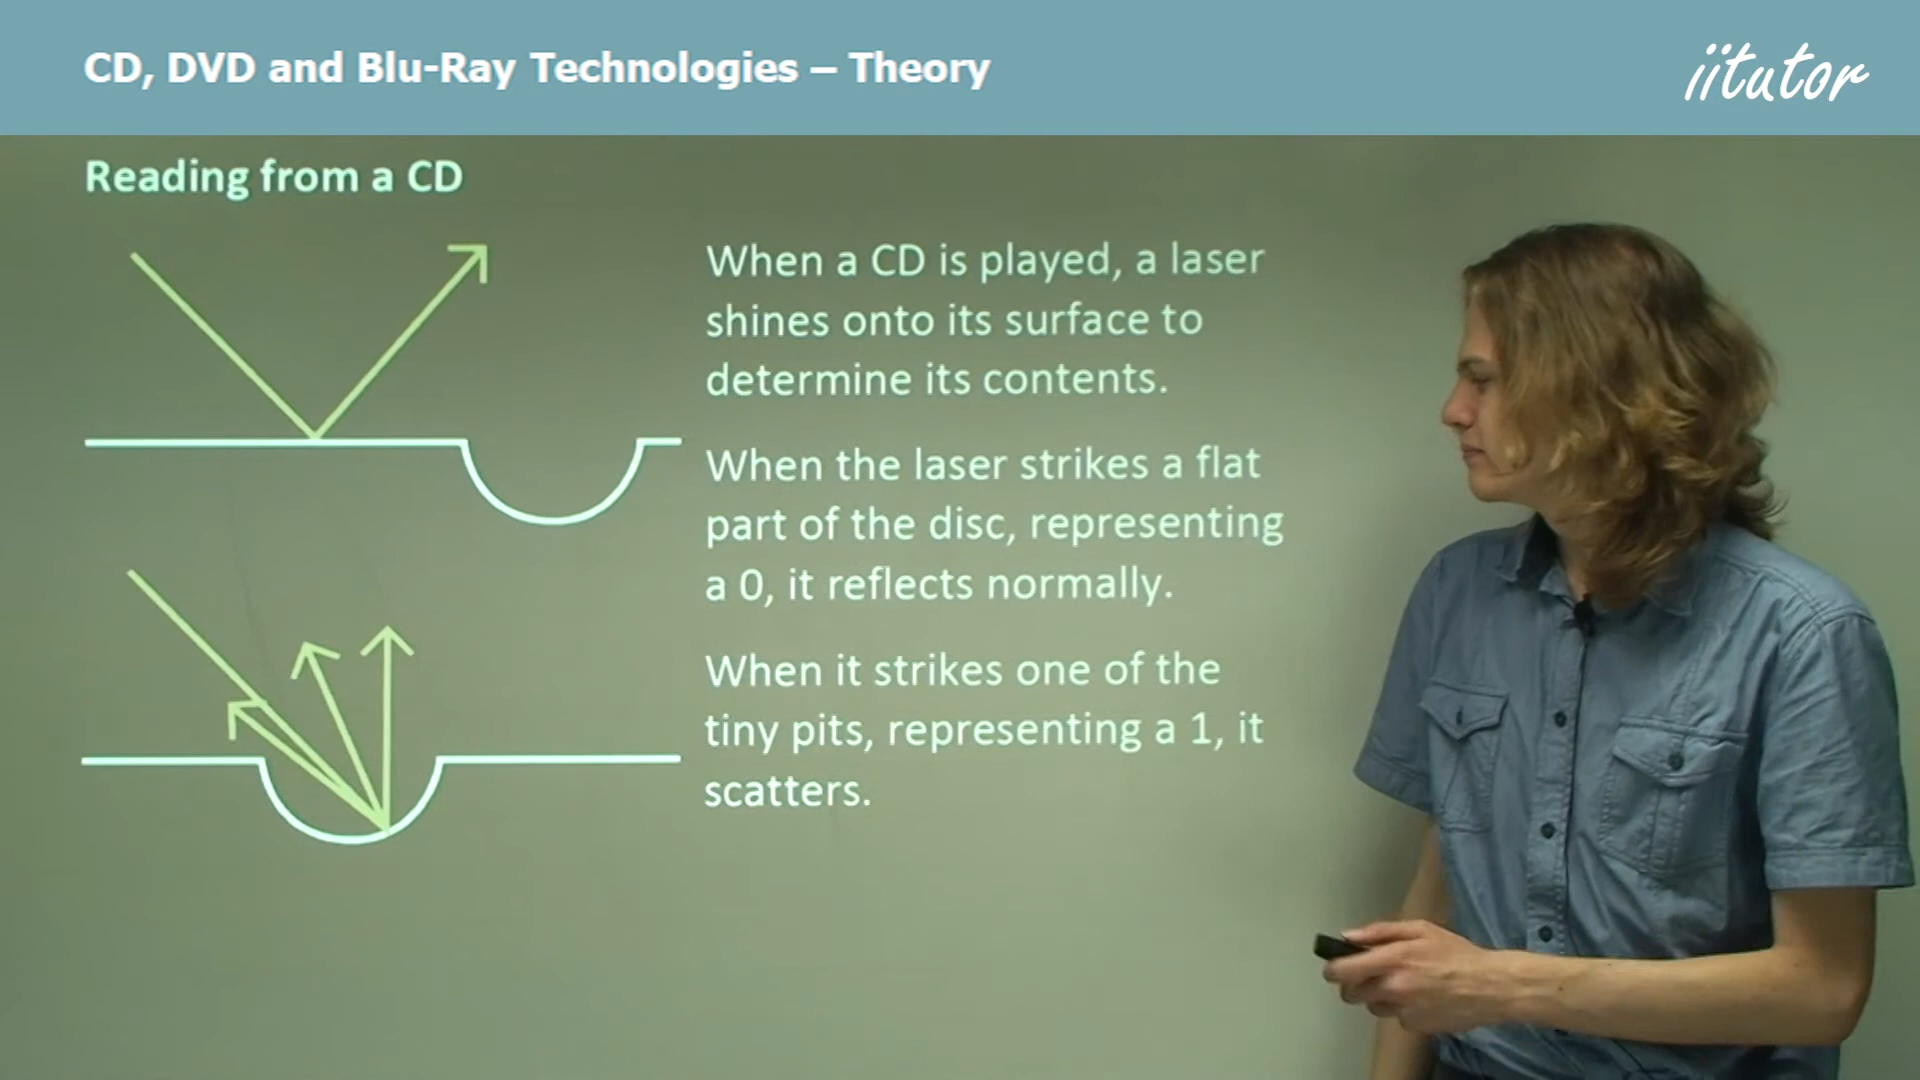 CD, DVD and Blu-Ray Technologies – Theory
iitutor
Reading from a CD
When a CD is played, a laser
shines onto its surface to
determine its contents.
When the laser strikes a flat
part of the disc, representing
a 0, it reflects normally.
When it strikes one of the
tiny pits, representing a 1, it
scatters.